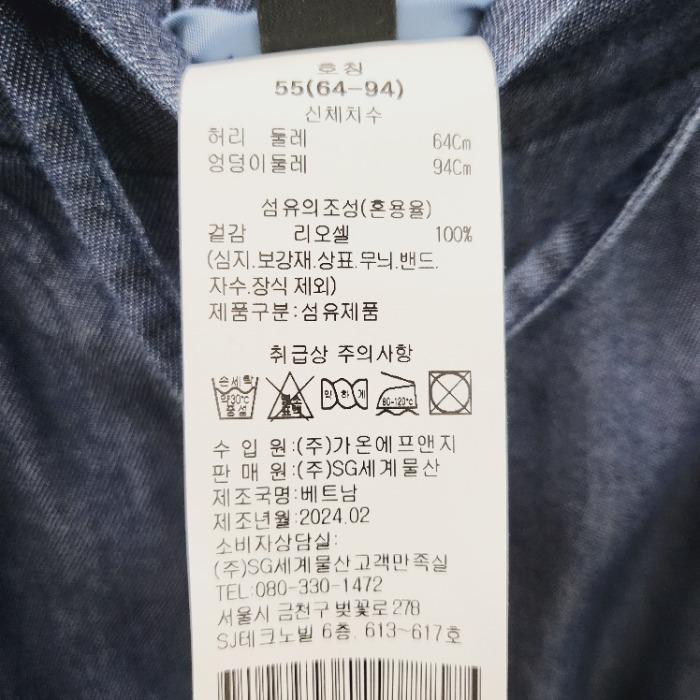 호칭
55(64-94)
신체치수
허리 둘레 64Cm
엉덩이둘레 94Cm
섬유의조성(혼용율)
겉감 리오셀 100%
(심지.보강재.상표.무늬.밴드.
자수.장식 제외)
제품구분:섬유제품
취급상 주의사항
손세탁
약30℃
중성
염소
표백
약하게
80-120℃
수 입 원:(주)가온에프앤지
판 매 원:(주)SG세계물산
제조국명:베트남
제조년월:2024.02
소비자상담실:
(주)SG세계물산고객만족실
TEL:080-330-1472
서울시 금천구 벚꽃로278
SJ테크노빌 6층. 613~617호